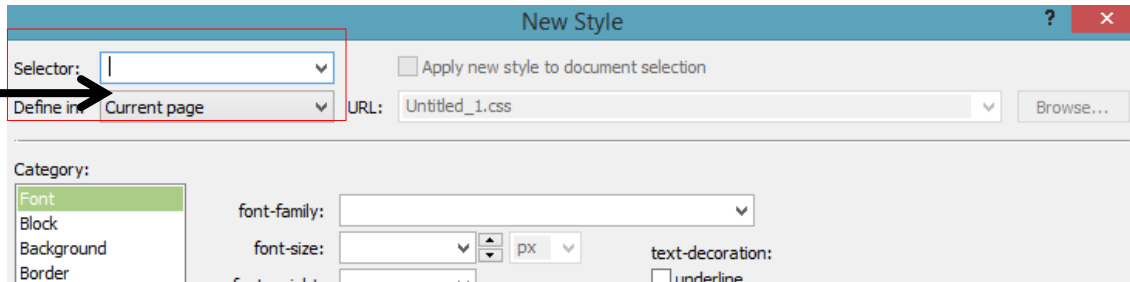 New Style
?
Selector:
Apply new style to document selection
Define in: Current page URL: Untitled_1.css Browse...
Category:
Font
Block
Background
Border
font-family:
font-size: px
text-decoration:
underline